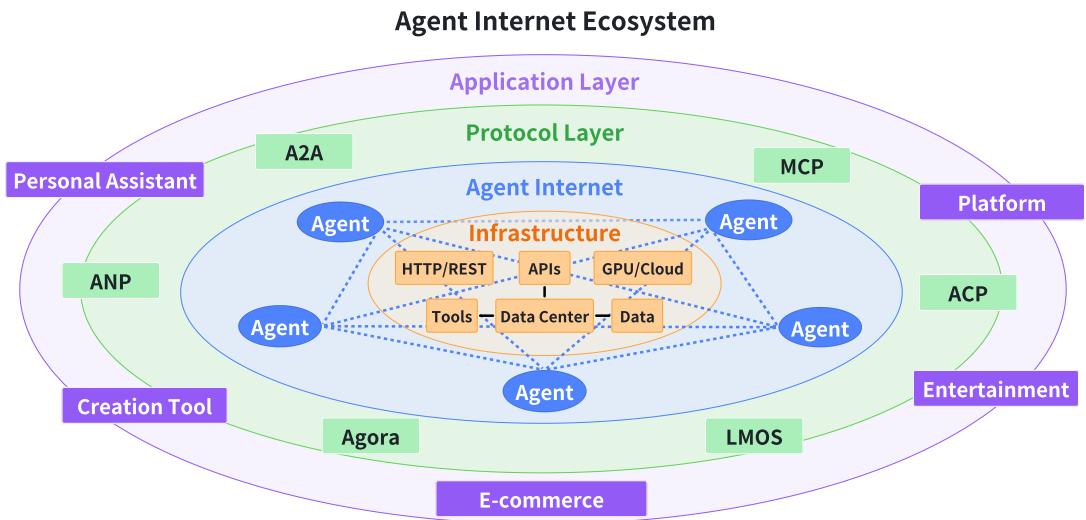 Agent Internet Ecosystem
Application Layer
Protocol Layer
A2A
MCP
Personal Assistant
Agent Internet
Platform
Agent
Agent
Infrastructure
HTTP/REST
APIs
GPU/Cloud
ANP
ACP
Tools
Data Center
Data
Agent
Agent
Agent
Entertainment
Creation Tool
Agora
LMOS
E-commerce